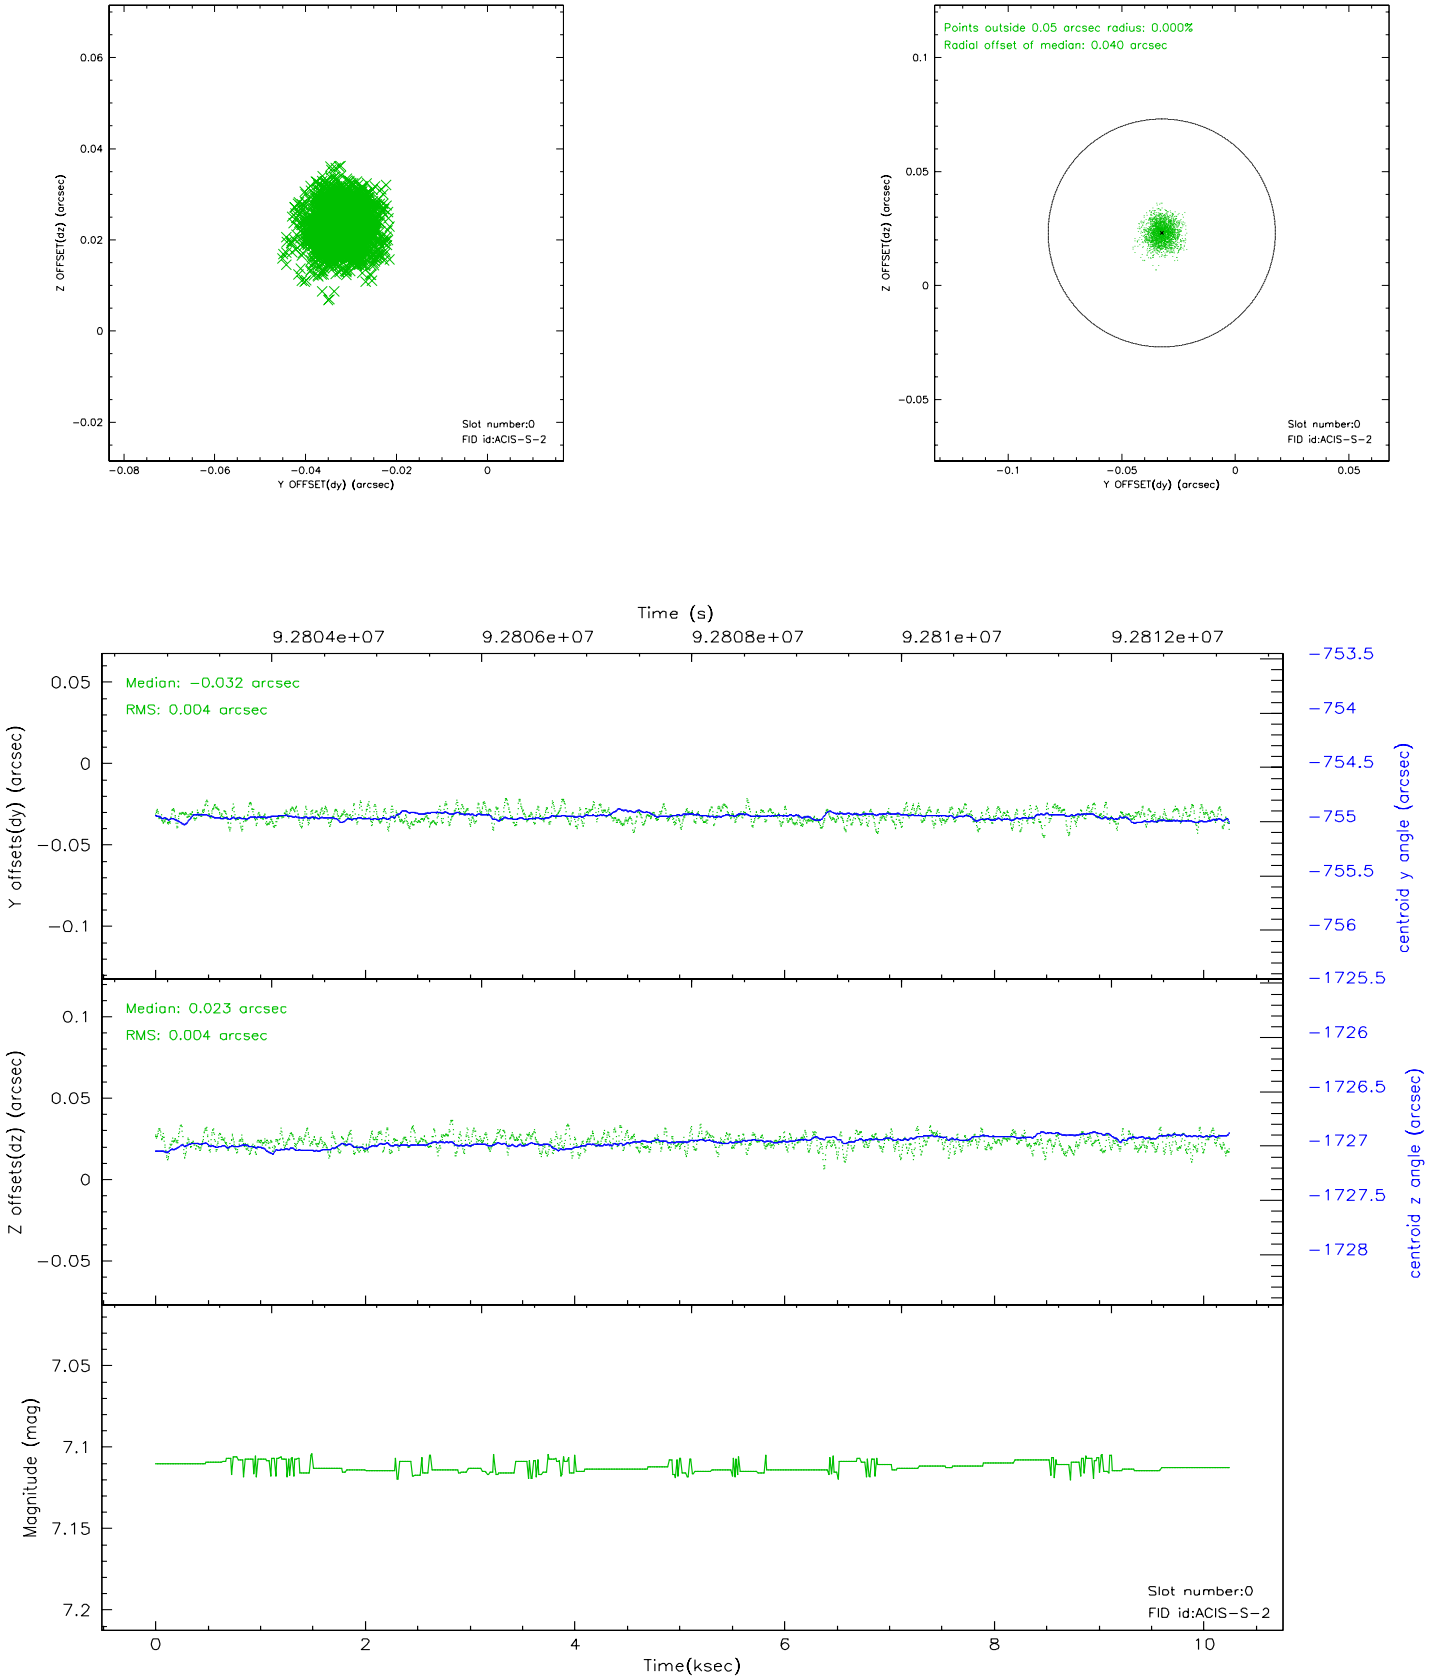 0.06
0.04
0.02
0
−0.02
Z OFFSET(dz) (arcsec)
Slot number:0
FID id:ACIS−S−2
−0.08 −0.06 −0.04 −0.02 0
Y OFFSET(dy) (arcsec)
Points outside 0.05 arcsec radius: 0.000%
Radial offset of median: 0.040 arcsec
0.1
0.05
0
−0.05
Z OFFSET(dz) (arcsec)
Slot number:0
FID id:ACIS−S−2
−0.1 −0.05 0 0.05
Y OFFSET(dy) (arcsec)
Time (s)
9.2804e+07 9.2806e+07 9.2808e+07 9.281e+07 9.2812e+07
Median: −0.032 arcsec
RMS: 0.004 arcsec
0.05
0
−0.05
−0.1
Y offsets(dy) (arcsec)
−753.5
−754
−754.5
−755
−755.5
−756
centroid y angle (arcsec)
Median: 0.023 arcsec
RMS: 0.004 arcsec
0.1
0.05
0
−0.05
Z offsets(dz) (arcsec)
−1725.5
−1726
−1726.5
−1727
−1727.5
−1728
centroid z angle (arcsec)
7.05
7.1
7.15
7.2
Magnitude (mag)
Slot number:0
FID id:ACIS−S−2
0 2 4 6 8 10
Time(ksec)